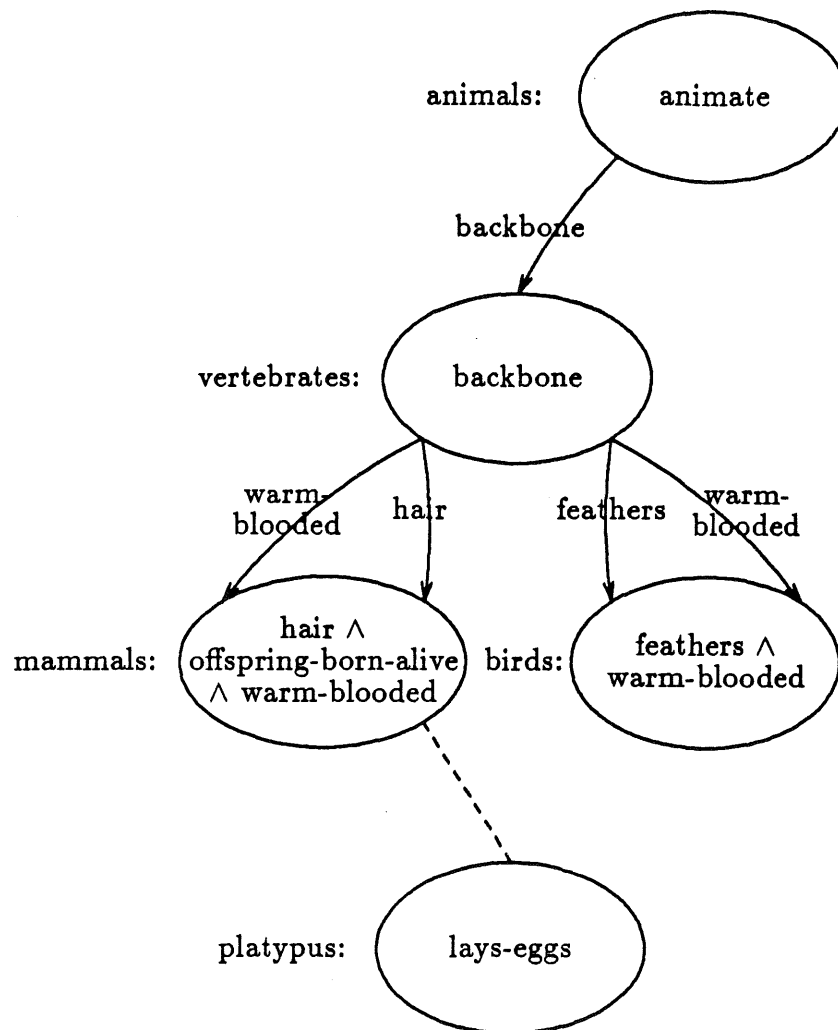 animals: animate
backbone
vertebrates: backbone
warm-
blooded
hair
feathers
warm-
blooded
mammals: hair ∧
offspring-born-alive
∧ warm-blooded
birds: feathers ∧
warm-blooded
platypus: lays-eggs